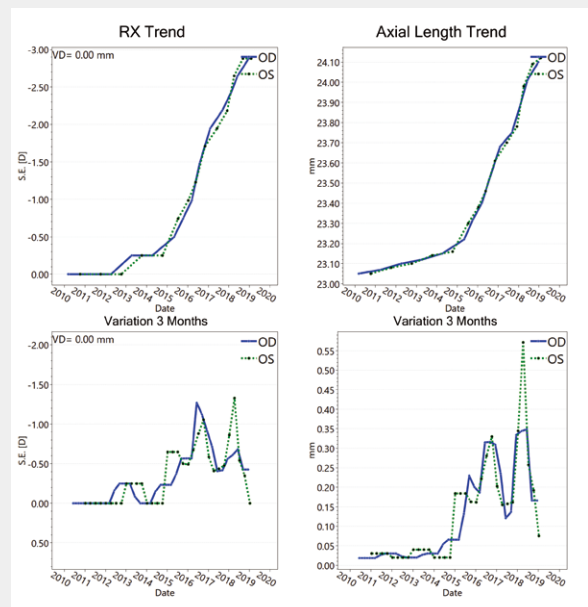 RX Trend
VD= 0.00 mm
OD
OS
S.E. [D]
-3.00
-2.50
-2.00
-1.50
-1.00
-0.50
0.00
2010 2011 2012 2013 2014 2015 2016 2017 2018 2019 2020
Date
Axial Length Trend
OD
OS
mm
24.10
24.00
23.90
23.80
23.70
23.60
23.50
23.40
23.30
23.20
23.10
23.00
2010 2011 2012 2013 2014 2015 2016 2017 2018 2019 2020
Date
Variation 3 Months
VD= 0.00 mm
OD
OS
S.E. [D]
-2.00
-1.50
-1.00
-0.50
0.00
0.50
2010 2011 2012 2013 2014 2015 2016 2017 2018 2019 2020
Date
Variation 3 Months
OD
OS
mm
0.55
0.50
0.45
0.40
0.35
0.30
0.25
0.20
0.15
0.10
0.05
0.00
2010 2011 2012 2013 2014 2015 2016 2017 2018 2019 2020
Date